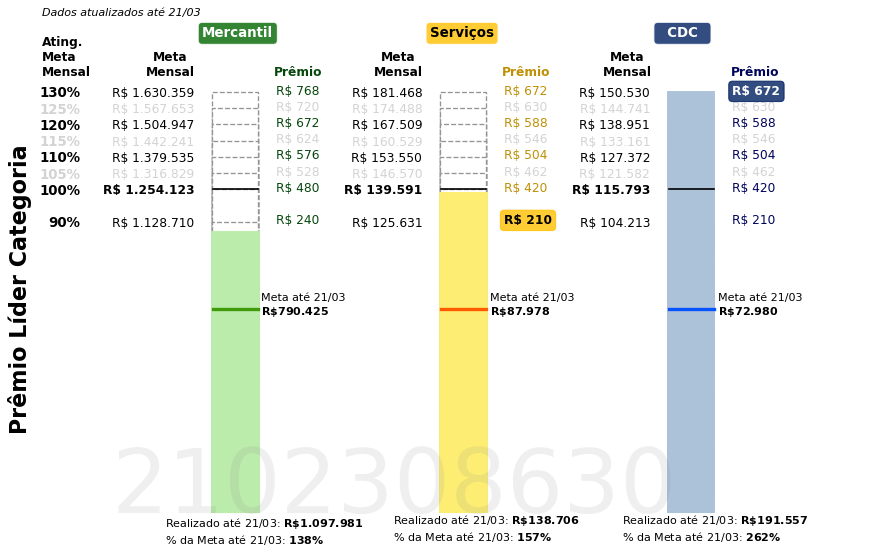 Dados atualizados até 21/03
Mercantil Serviços CDC
Ating.
Meta Meta Meta Meta
Mensal Mensal Prêmio Mensal Prêmio Mensal Prêmio
130% R$ 1.630.359 R$ 768 R$ 181.468 R$ 672 R$ 150.530 R$ 672
125% R$ 1.567.653 R$ 720 R$ 174.488 R$ 630 R$ 144.741 R$ 630
120% R$ 1.504.947 R$ 672 R$ 167.509 R$ 588 R$ 138.951 R$ 588
115% R$ 1.442.241 R$ 624 R$ 160.529 R$ 546 R$ 133.161 R$ 546
110% R$ 1.379.535 R$ 576 R$ 153.550 R$ 504 R$ 127.372 R$ 504
105% R$ 1.316.829 R$ 528 R$ 146.570 R$ 462 R$ 121.582 R$ 462
100% R$ 1.254.123 R$ 480 R$ 139.591 R$ 420 R$ 115.793 R$ 420
90% R$ 1.128.710 R$ 240 R$ 125.631 R$ 210 R$ 104.213 R$ 210
Prêmio Líder Categoria
Meta até 21/03 Meta até 21/03 Meta até 21/03
R$790.425 R$87.978 R$72.980
2102308630
Realizado até 21/03: R$1.097.981 Realizado até 21/03: R$138.706 Realizado até 21/03: R$191.557
% da Meta até 21/03: 138% % da Meta até 21/03: 157% % da Meta até 21/03: 262%